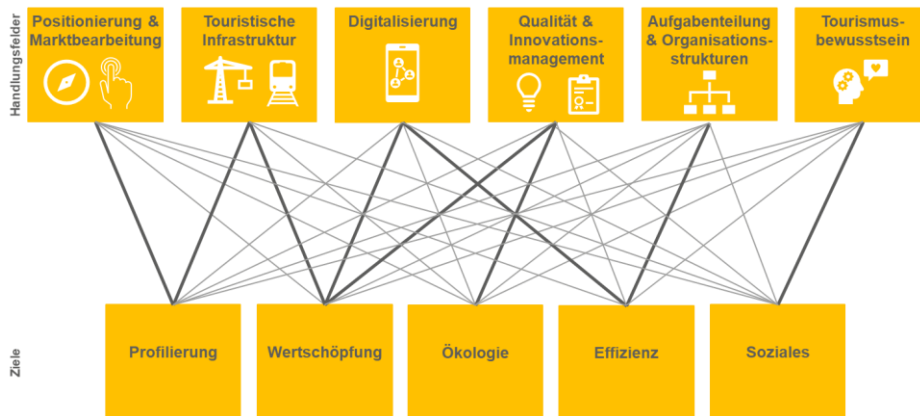 Handlungsfelder
Positionierung &
Marktbearbeitung
Touristische
Infrastruktur
Digitalisierung
Qualität &
Innovations-
management
Aufgabenteilung
& Organisations-
strukturen
Tourismus-
bewusstsein
Ziele
Profilierung
Wertschöpfung
Ökologie
Effizienz
Soziales